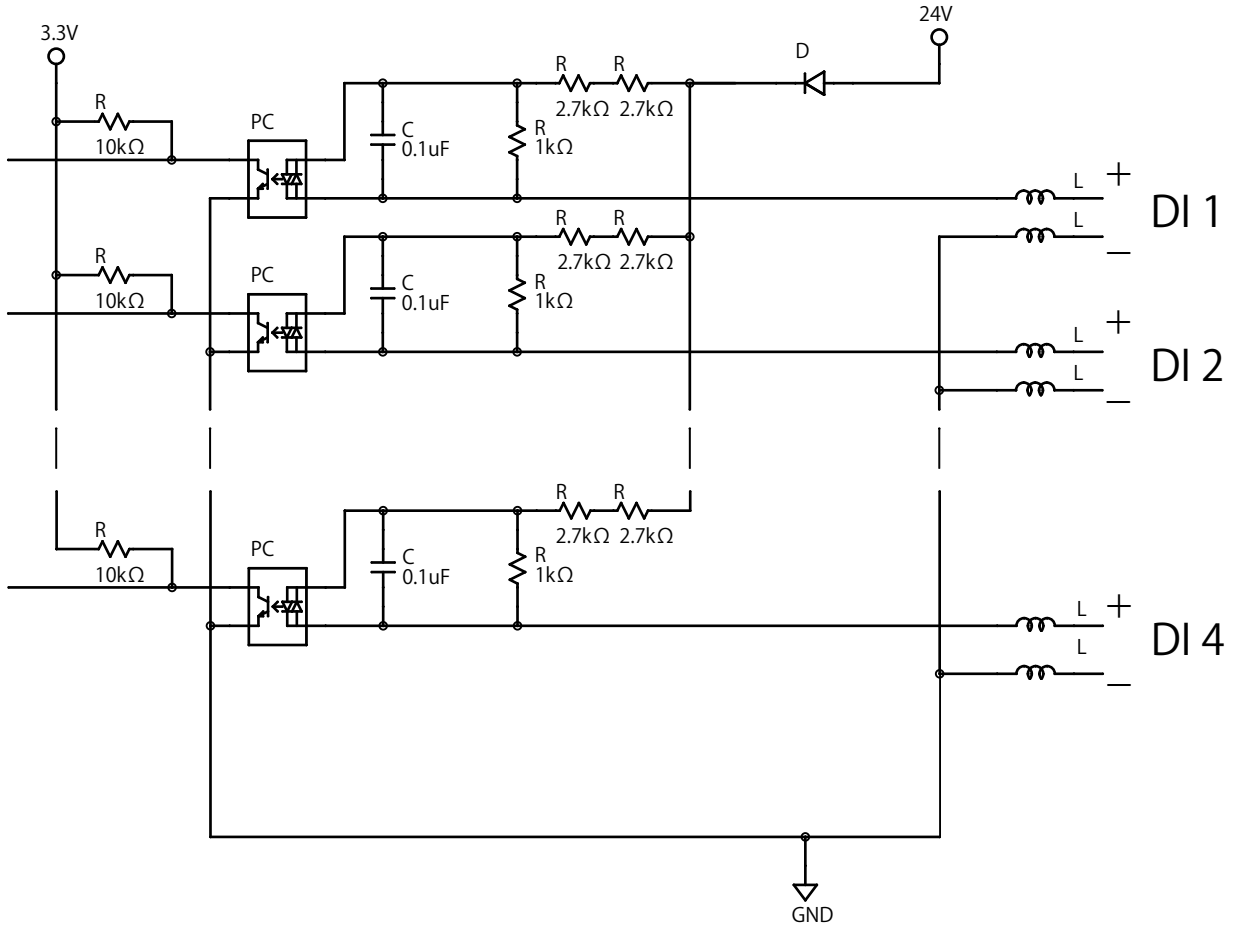 24V
3.3V
D
R R
2.7kΩ 2.7kΩ
R
10kΩ
PC
C
0.1uF
R
1kΩ
L +
DI 1
L
—
R R
2.7kΩ 2.7kΩ
R
10kΩ
PC
C
0.1uF
R
1kΩ
L +
DI 2
L
—
R R
2.7kΩ 2.7kΩ
R
10kΩ
PC
C
0.1uF
R
1kΩ
L +
DI 4
L
—
GND